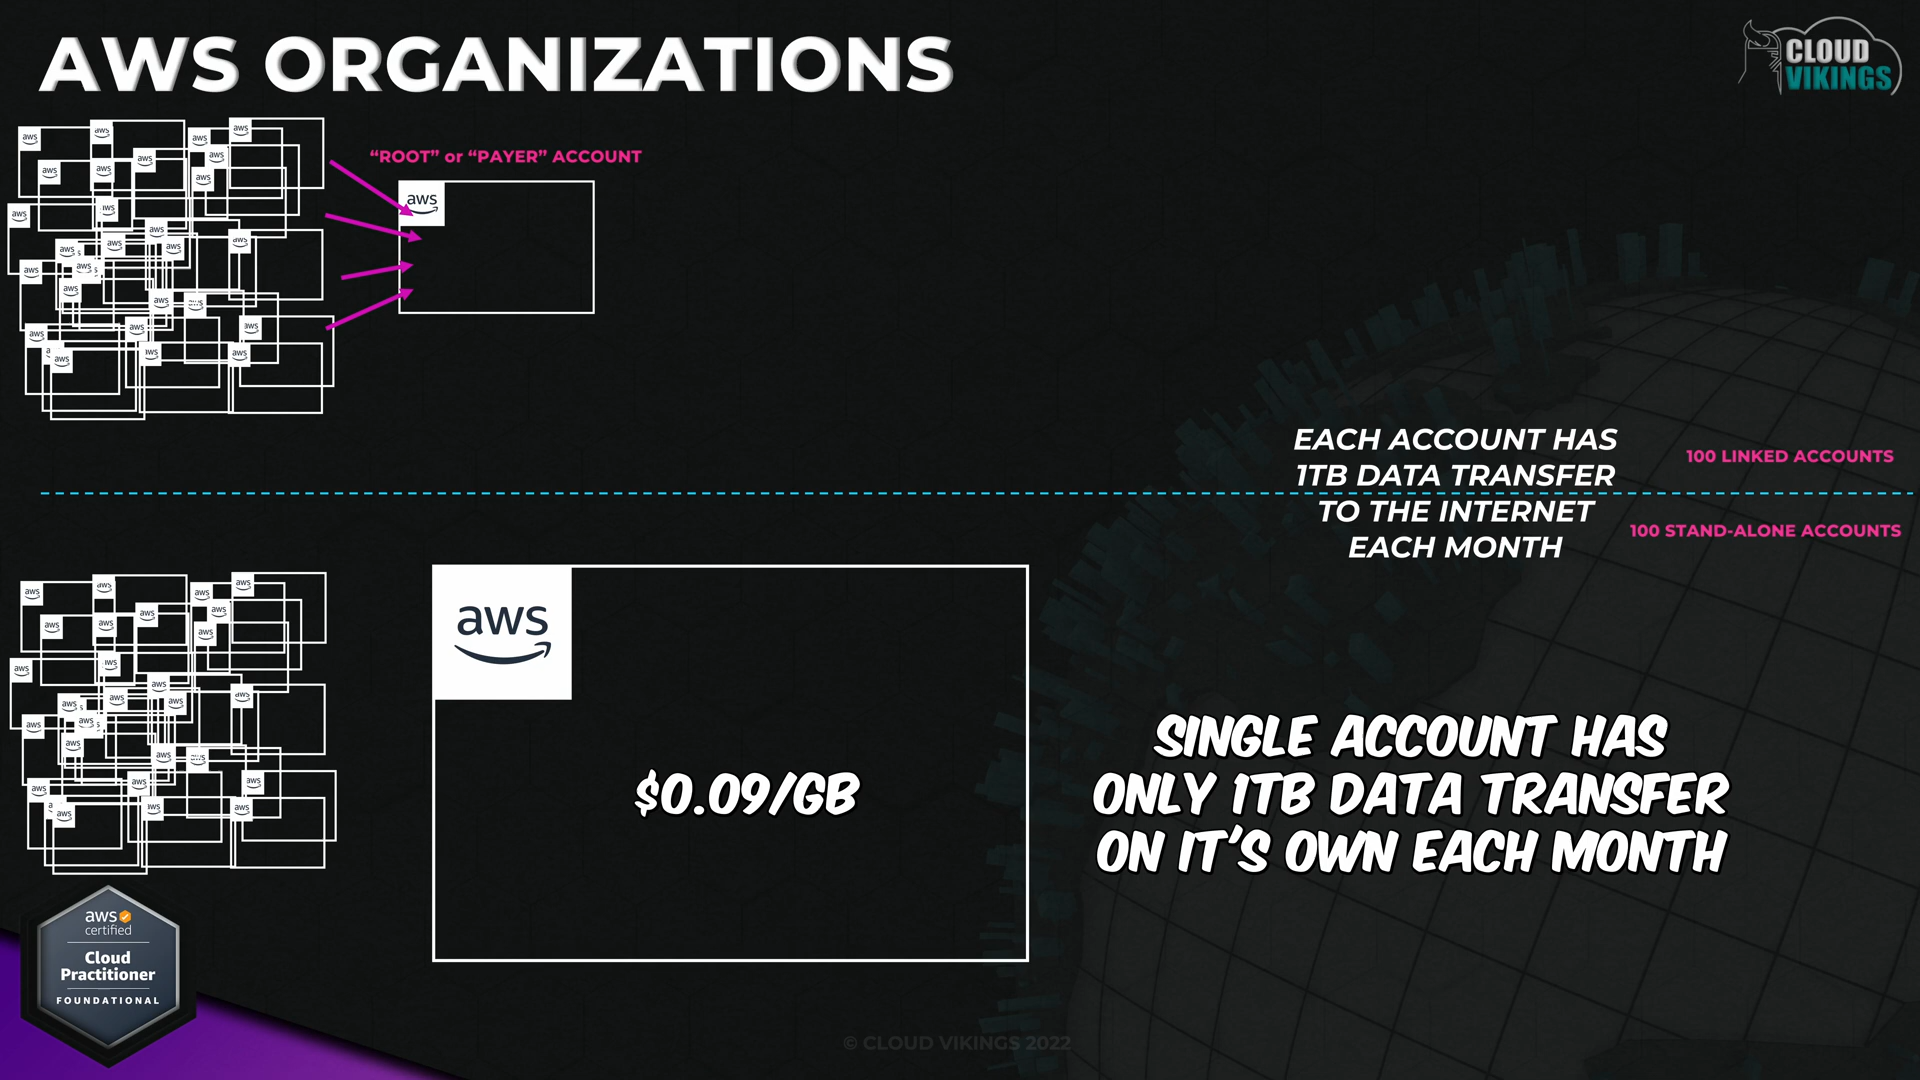 AWS ORGANIZATIONS
CLOUD
VIKINGS
“ROOT” or “PAYER” ACCOUNT
aws
EACH ACCOUNT HAS
1TB DATA TRANSFER
TO THE INTERNET
EACH MONTH
100 LINKED ACCOUNTS
100 STAND-ALONE ACCOUNTS
aws
$0.09/GB
SINGLE ACCOUNT HAS
ONLY 1TB DATA TRANSFER
ON IT'S OWN EACH MONTH
aws
certified
Cloud
Practitioner
FOUNDATIONAL
© CLOUD VIKINGS 2022